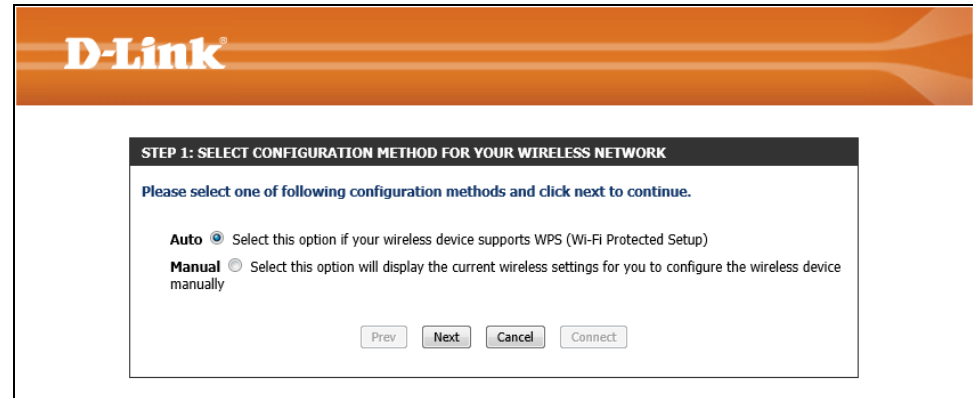 D-Link®
STEP 1: SELECT CONFIGURATION METHOD FOR YOUR WIRELESS NETWORK
Please select one of following configuration methods and click next to continue.
Auto Select this option if your wireless device supports WPS (Wi-Fi Protected Setup)
Manual Select this option will display the current wireless settings for you to configure the wireless device
manually
Prev Next Cancel Connect